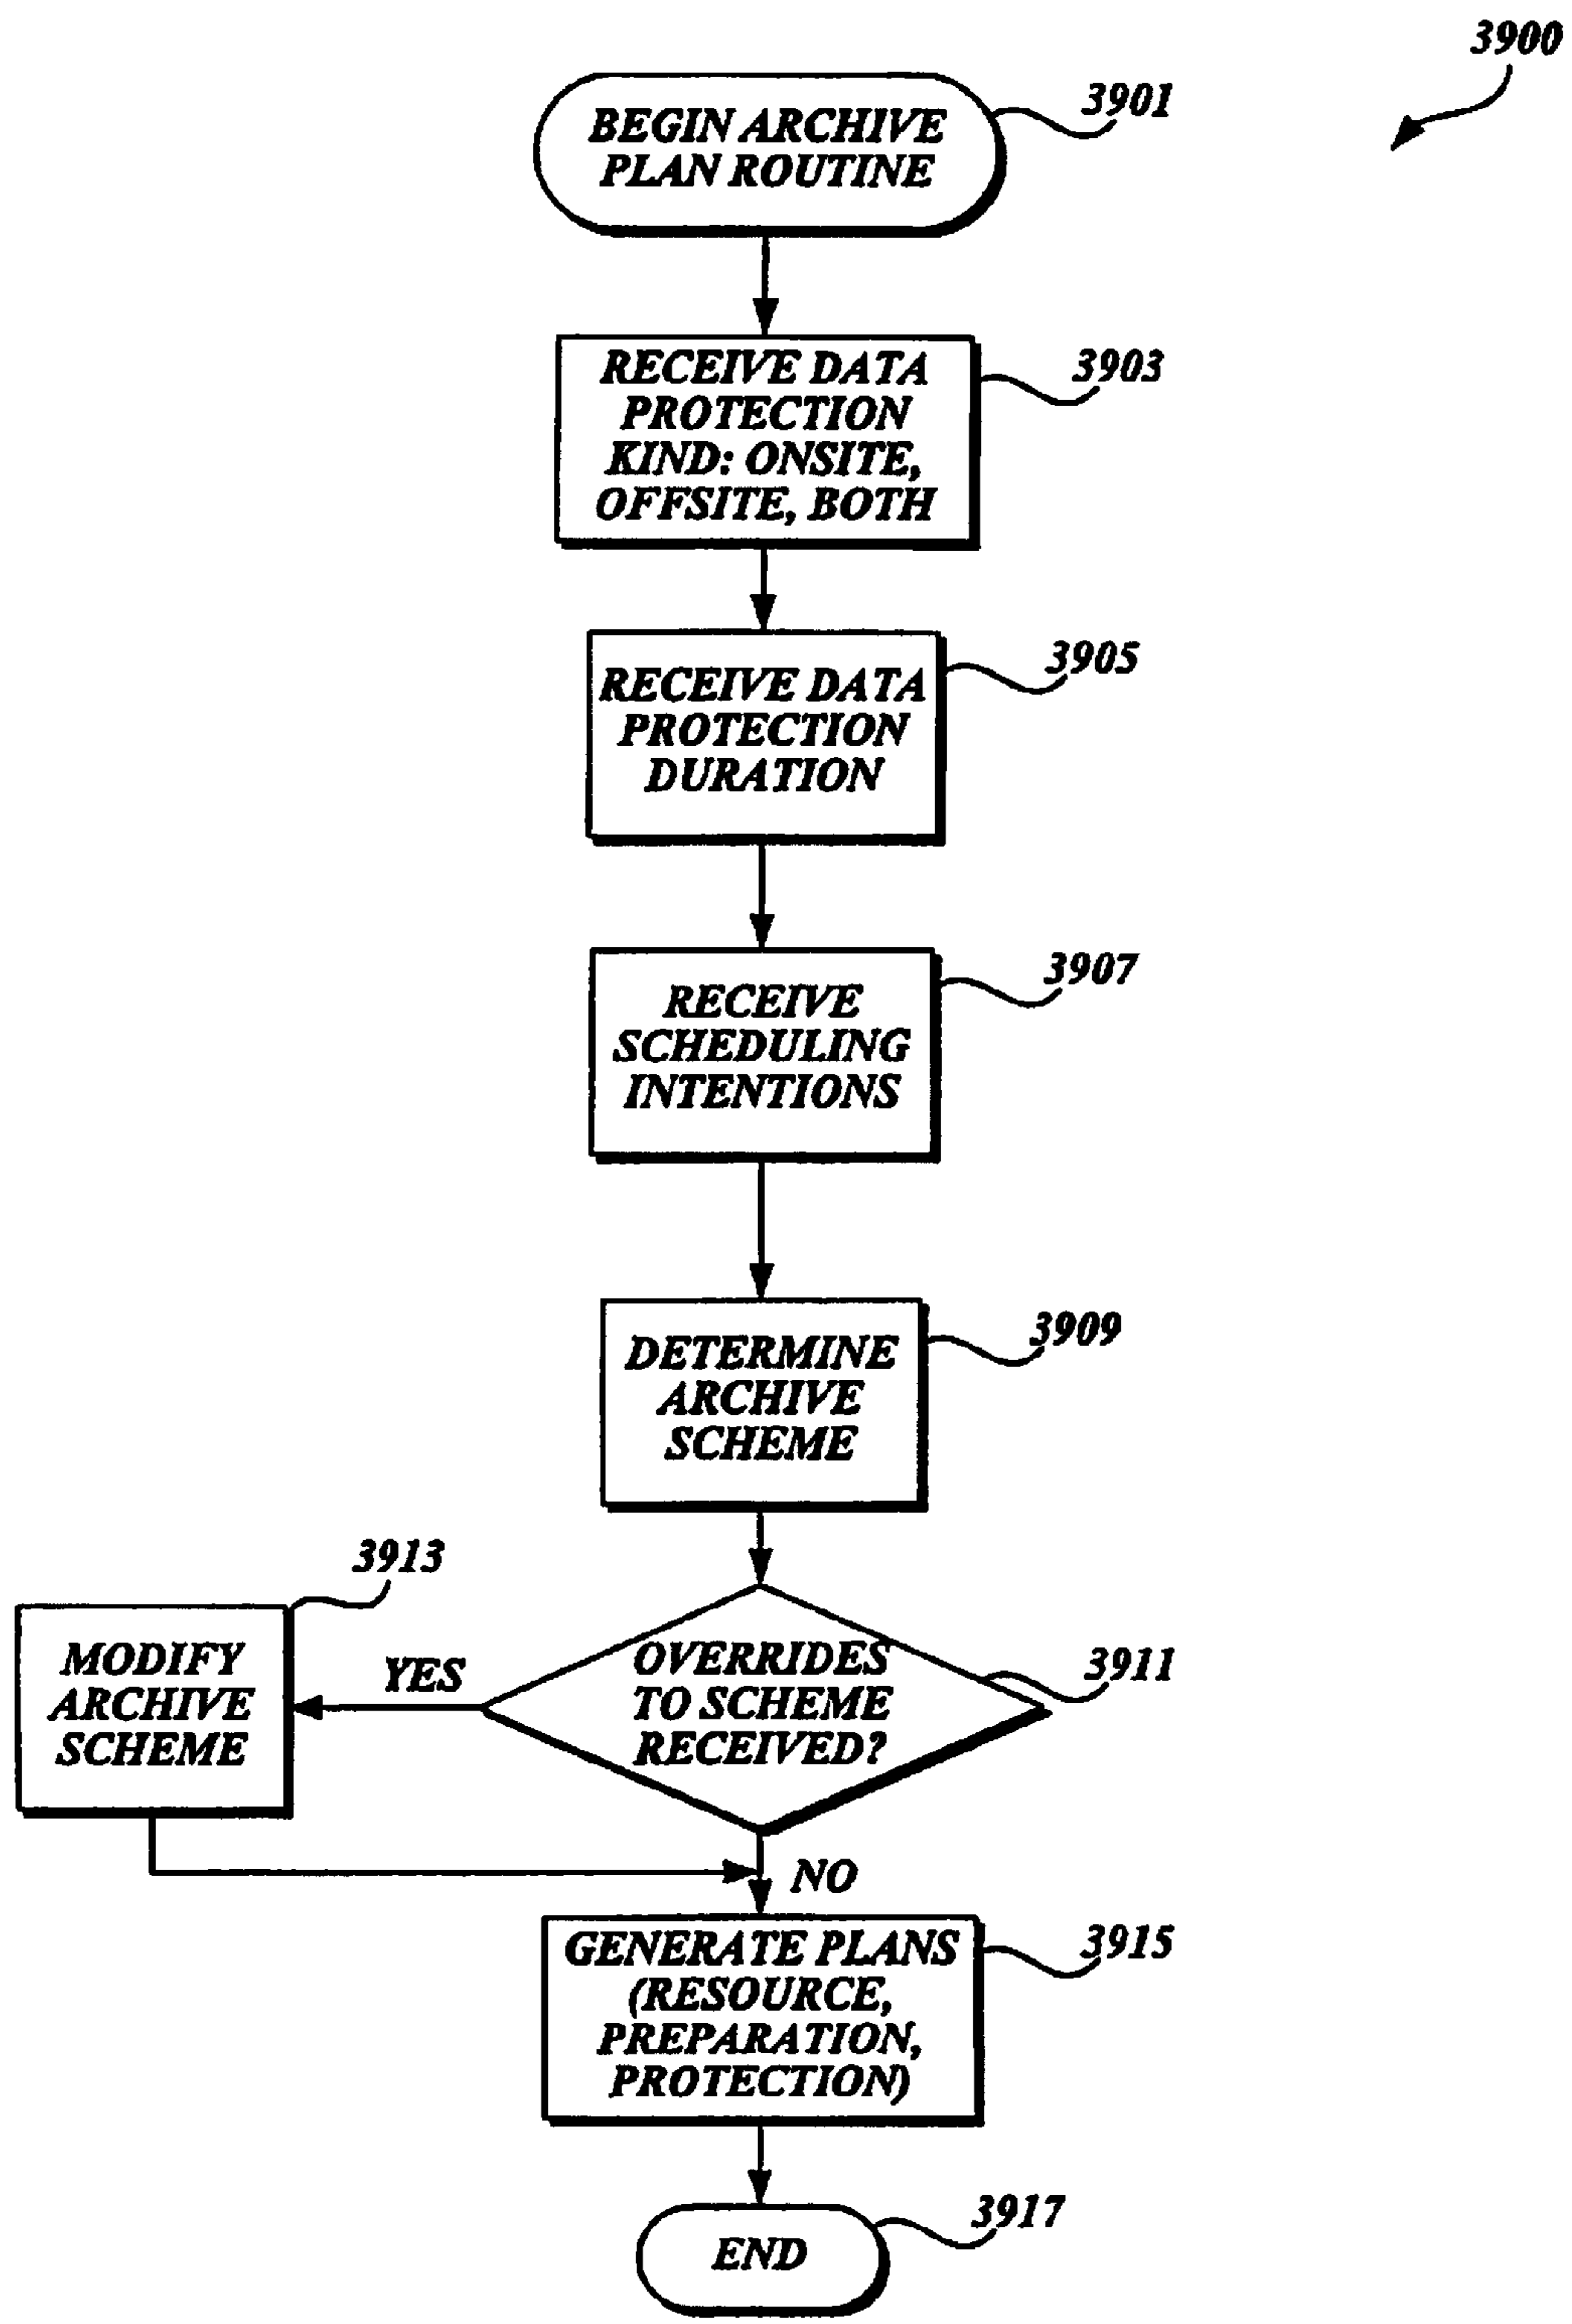 3900
BEGIN ARCHIVE
PLAN ROUTINE
3901
RECEIVE DATA
PROTECTION
KIND: ONSITE,
OFFSITE, BOTH
3903
RECEIVE DATA
PROTECTION
DURATION
3905
RECEIVE
SCHEDULING
INTENTIONS
3907
DETERMINE
ARCHIVE
SCHEME
3909
OVERRIDES
TO SCHEME
RECEIVED?
3911
YES
MODIFY
ARCHIVE
SCHEME
3913
NO
GENERATE PLANS
(RESOURCE,
PREPARATION,
PROTECTION)
3915
END
3917